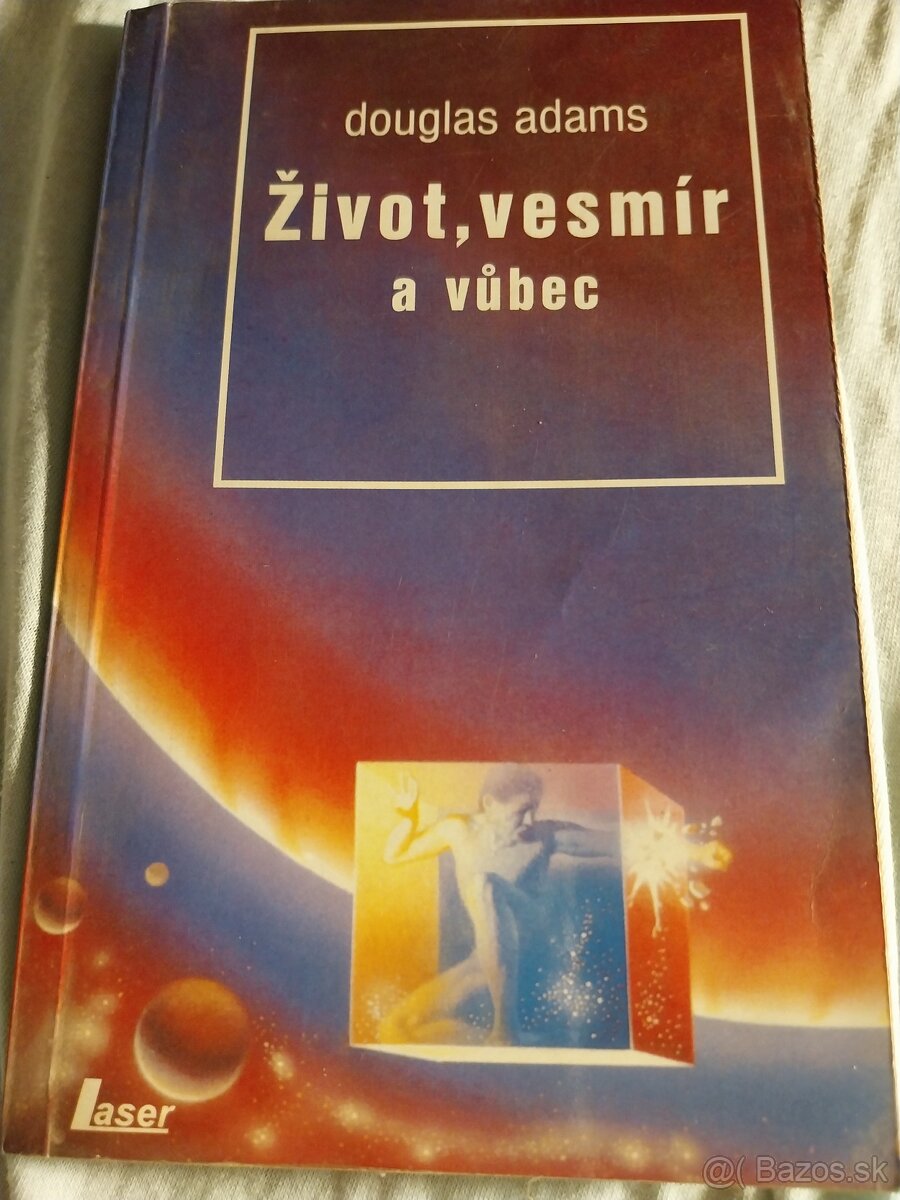 douglas adams
Život, vesmír
a vůbec
Laser
@( Bazos.sk